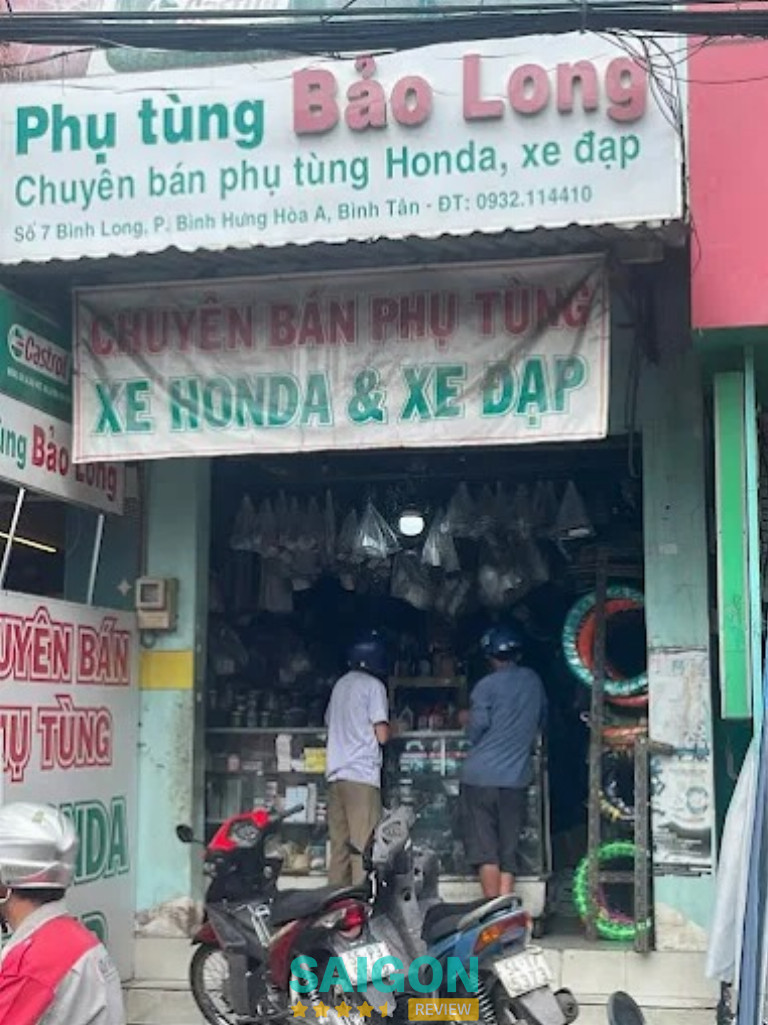 Phụ tùng Bảo Long
Chuyên bán phụ tùng Honda, xe đạp
Số 7 Bình Long, P. Bình Hưng Hòa A, Bình Tân - ĐT: 0932.114410
CHUYÊN BÁN PHỤ TÙNG
XE HONDA & XE ĐẠP
Castrol
ùng Bảo Long
UYÊN BÁN
Ụ TÙNG
NDA
SAIGON
REVIEW